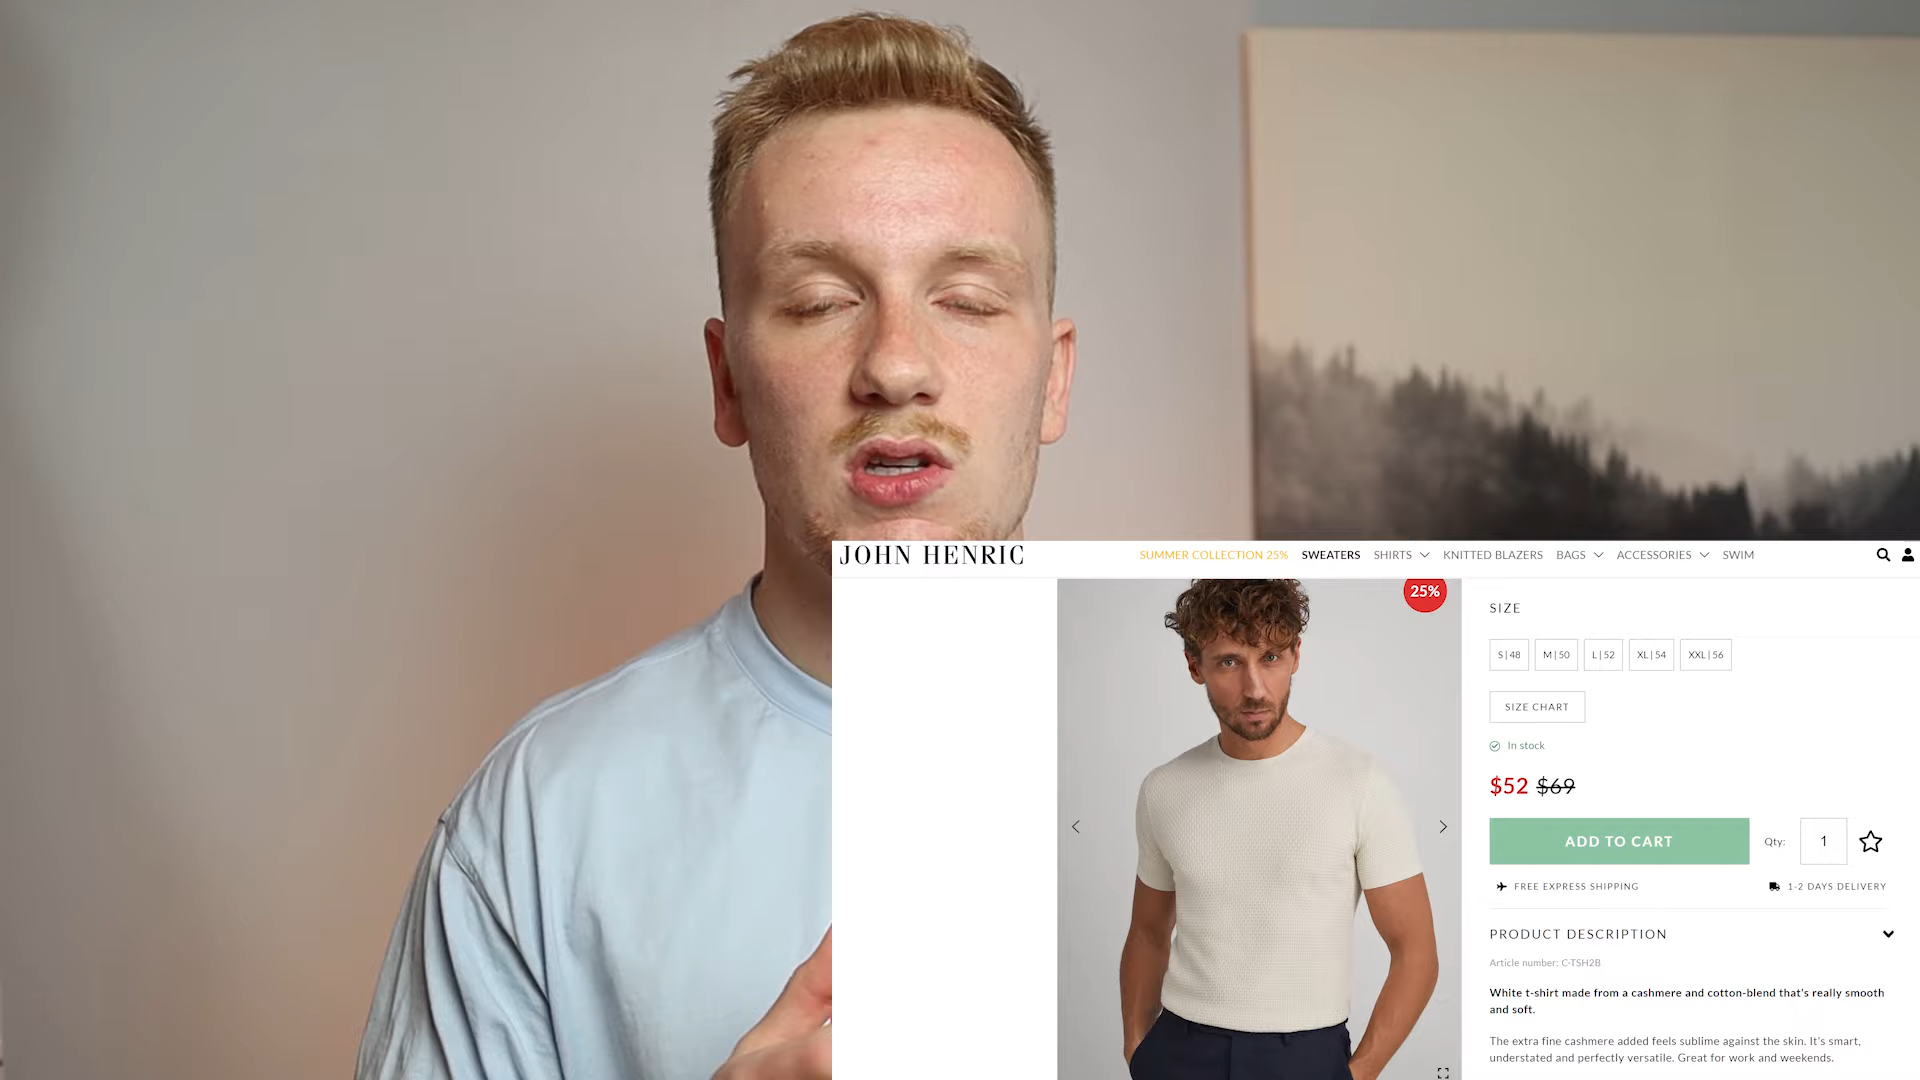 JOHN HENRIC
SUMMER COLLECTION 25% SWEATERS SHIRTS KNITTED BLAZERS BAGS ACCESSORIES SWIM
25%
SIZE
S|48 M|50 L|52 XL|54 XXL|56
SIZE CHART
In stock
$52 $69
ADD TO CART Qty: 1
FREE EXPRESS SHIPPING 1-2 DAYS DELIVERY
PRODUCT DESCRIPTION
Article number: C-TSH2B
White t-shirt made from a cashmere and cotton-blend that's really smooth
and soft.
The extra fine cashmere added feels sublime against the skin. It's smart,
understated and perfectly versatile. Great for work and weekends.